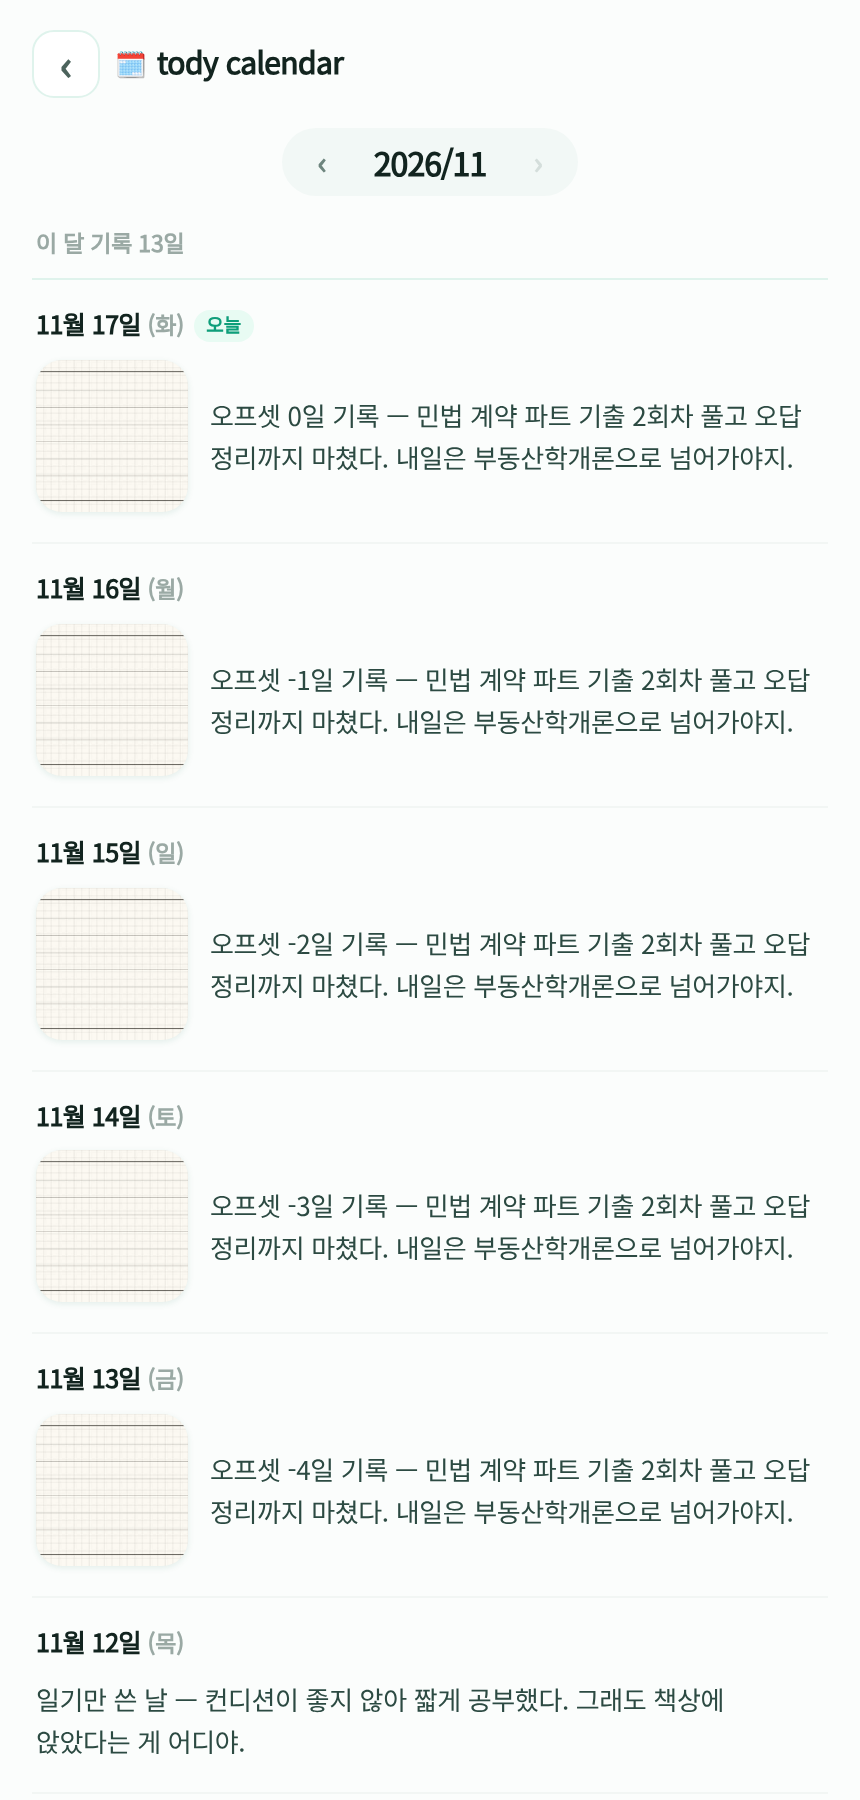 ‹ 🗓️ tody calendar
‹ 2026/11 ›
이 달 기록 13일
11월 17일 (화) 오늘
오프셋 0일 기록 — 민법 계약 파트 기출 2회차 풀고 오답
정리까지 마쳤다. 내일은 부동산학개론으로 넘어가야지.
11월 16일 (월)
오프셋 -1일 기록 — 민법 계약 파트 기출 2회차 풀고 오답
정리까지 마쳤다. 내일은 부동산학개론으로 넘어가야지.
11월 15일 (일)
오프셋 -2일 기록 — 민법 계약 파트 기출 2회차 풀고 오답
정리까지 마쳤다. 내일은 부동산학개론으로 넘어가야지.
11월 14일 (토)
오프셋 -3일 기록 — 민법 계약 파트 기출 2회차 풀고 오답
정리까지 마쳤다. 내일은 부동산학개론으로 넘어가야지.
11월 13일 (금)
오프셋 -4일 기록 — 민법 계약 파트 기출 2회차 풀고 오답
정리까지 마쳤다. 내일은 부동산학개론으로 넘어가야지.
11월 12일 (목)
일기만 쓴 날 — 컨디션이 좋지 않아 짧게 공부했다. 그래도 책상에
앉았다는 게 어디야.